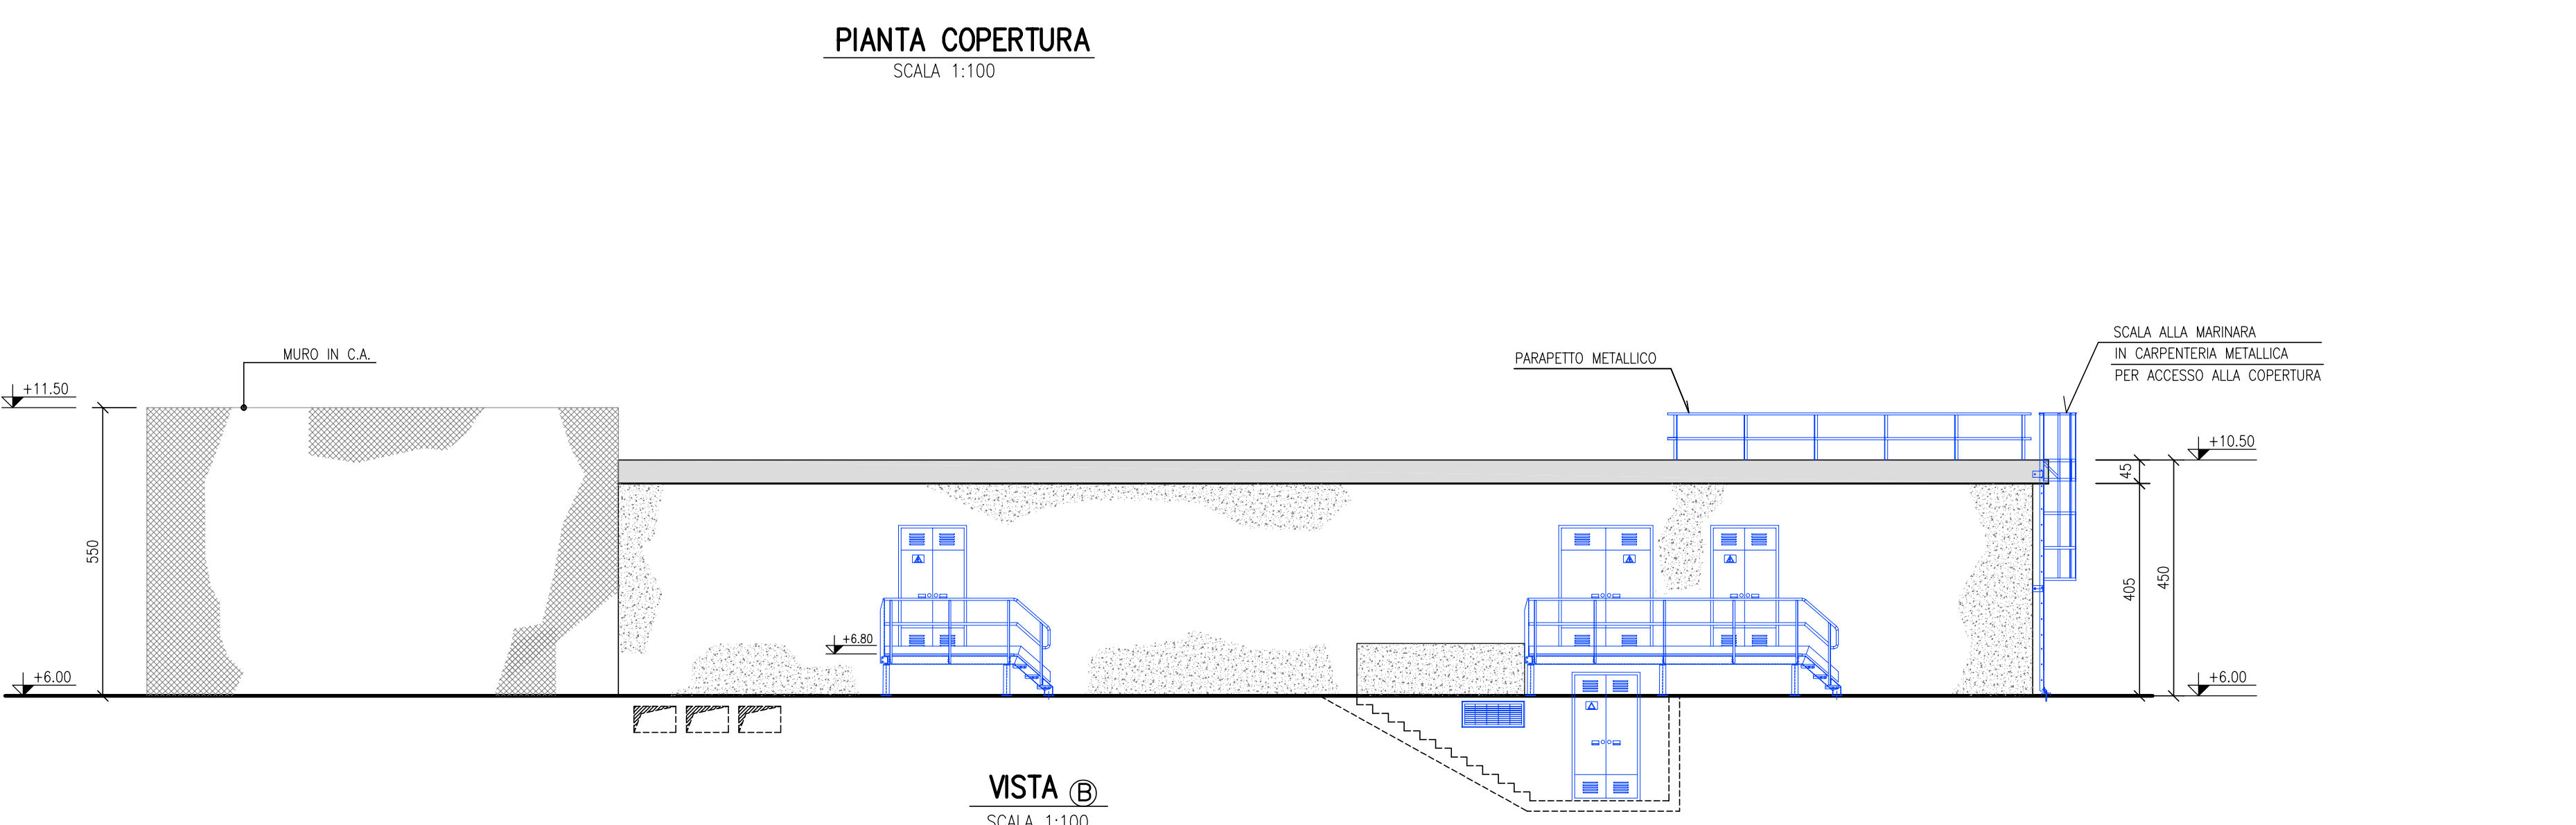 PIANTA COPERTURA
SCALA 1:100
SCALA ALLA MARINARA
IN CARPENTERIA METALLICA
PER ACCESSO ALLA COPERTURA
MURO IN C.A.
PARAPETTO METALLICO
+11.50
+10.50
45
550
405
450
+6.80
+6.00
+6.00
VISTA B
SCALA 1:100